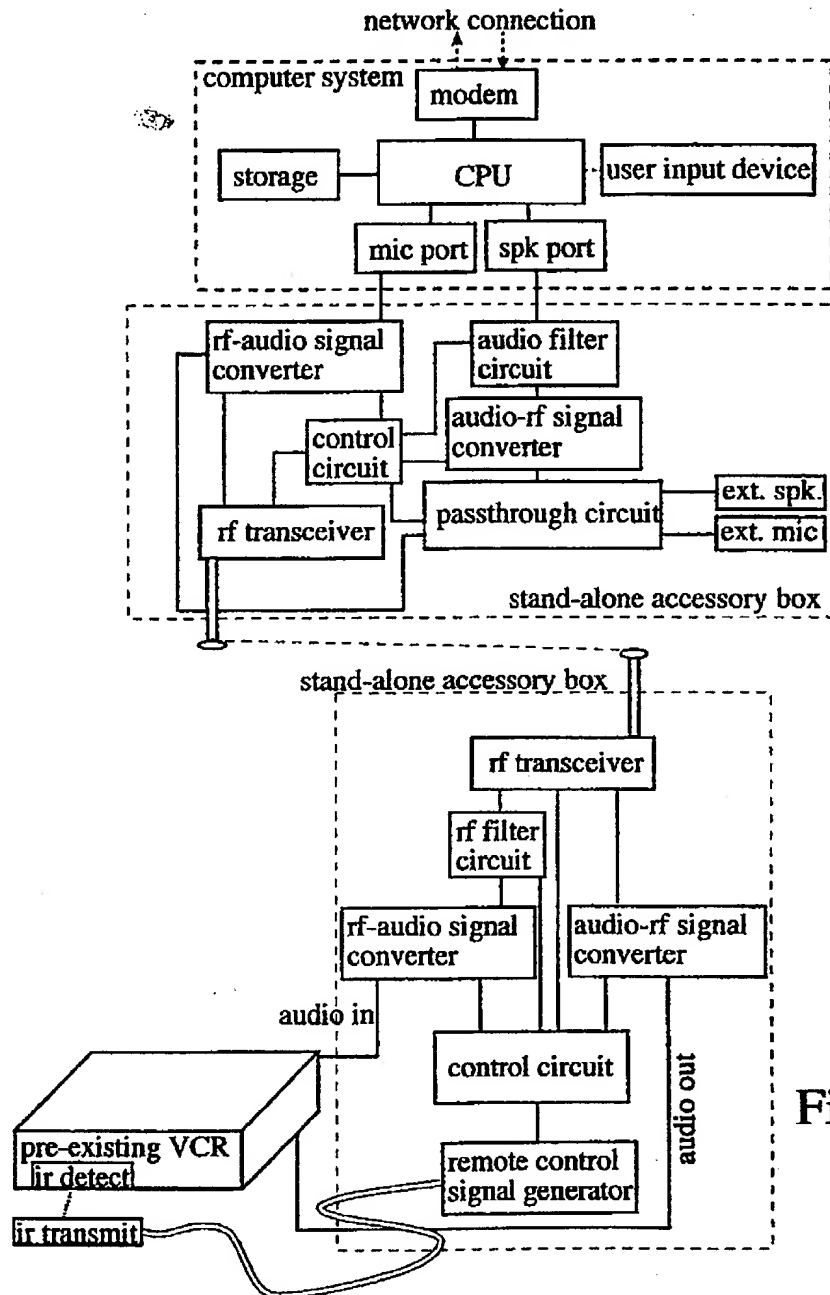 network connection
computer system
modem
storage
CPU
user input device
mic port
spk port
rf-audio signal
converter
audio filter
circuit
control
circuit
audio-rf signal
converter
rf transceiver
passthrough circuit
ext. spk.
ext. mic
stand-alone accessory box
stand-alone accessory box
rf transceiver
rf filter
circuit
rf-audio signal
converter
audio-rf signal
converter
audio in
control circuit
audio out
pre-existing VCR
ir detect
ir transmit
remote control
signal generator